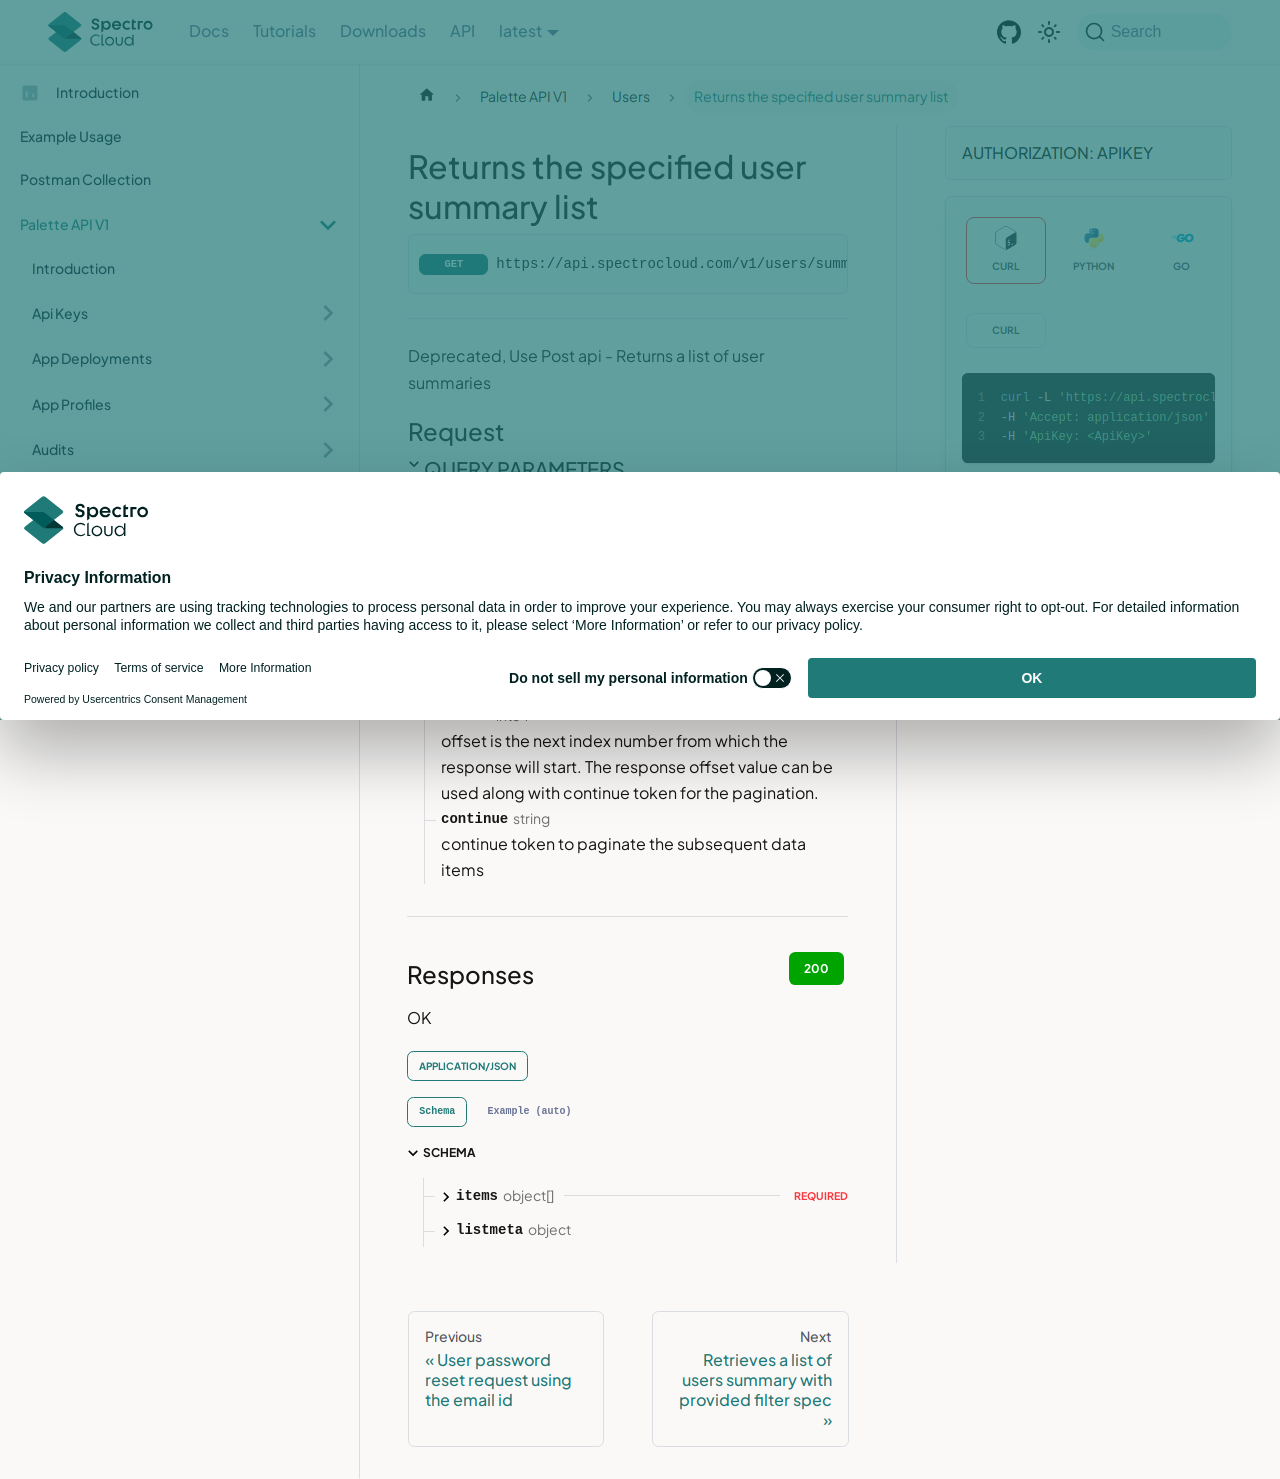 Spectro Cloud
Docs
Tutorials
Downloads
API
latest
Search
Introduction
Example Usage
Postman Collection
Palette API V1
Introduction
Api Keys
App Deployments
App Profiles
Audits
Palette API V1
Users
Returns the specified user summary list
Returns the specified user
summary list
GET
https://api.spectrocloud.com/v1/users/summ
Deprecated, Use Post api - Returns a list of user
summaries
Request
QUERY PARAMETERS
AUTHORIZATION: APIKEY
CURL
PYTHON
GO
CURL
1 curl -L 'https://api.spectrocl
2 -H 'Accept: application/json'
3 -H 'ApiKey: <ApiKey>'
Spectro
Cloud
Privacy Information
We and our partners are using tracking technologies to process personal data in order to improve your experience. You may always exercise your consumer right to opt-out. For detailed information
about personal information we collect and third parties having access to it, please select ‘More Information’ or refer to our privacy policy.
Privacy policy
Terms of service
More Information
Powered by Usercentrics Consent Management
Do not sell my personal information
OK
offset is the next index number from which the
response will start. The response offset value can be
used along with continue token for the pagination.
continue string
continue token to paginate the subsequent data
items
Responses
200
OK
APPLICATION/JSON
Schema
Example (auto)
SCHEMA
items object[]
REQUIRED
listmeta object
Previous
« User password
reset request using
the email id
Next
Retrieves a list of
users summary with
provided filter spec
»